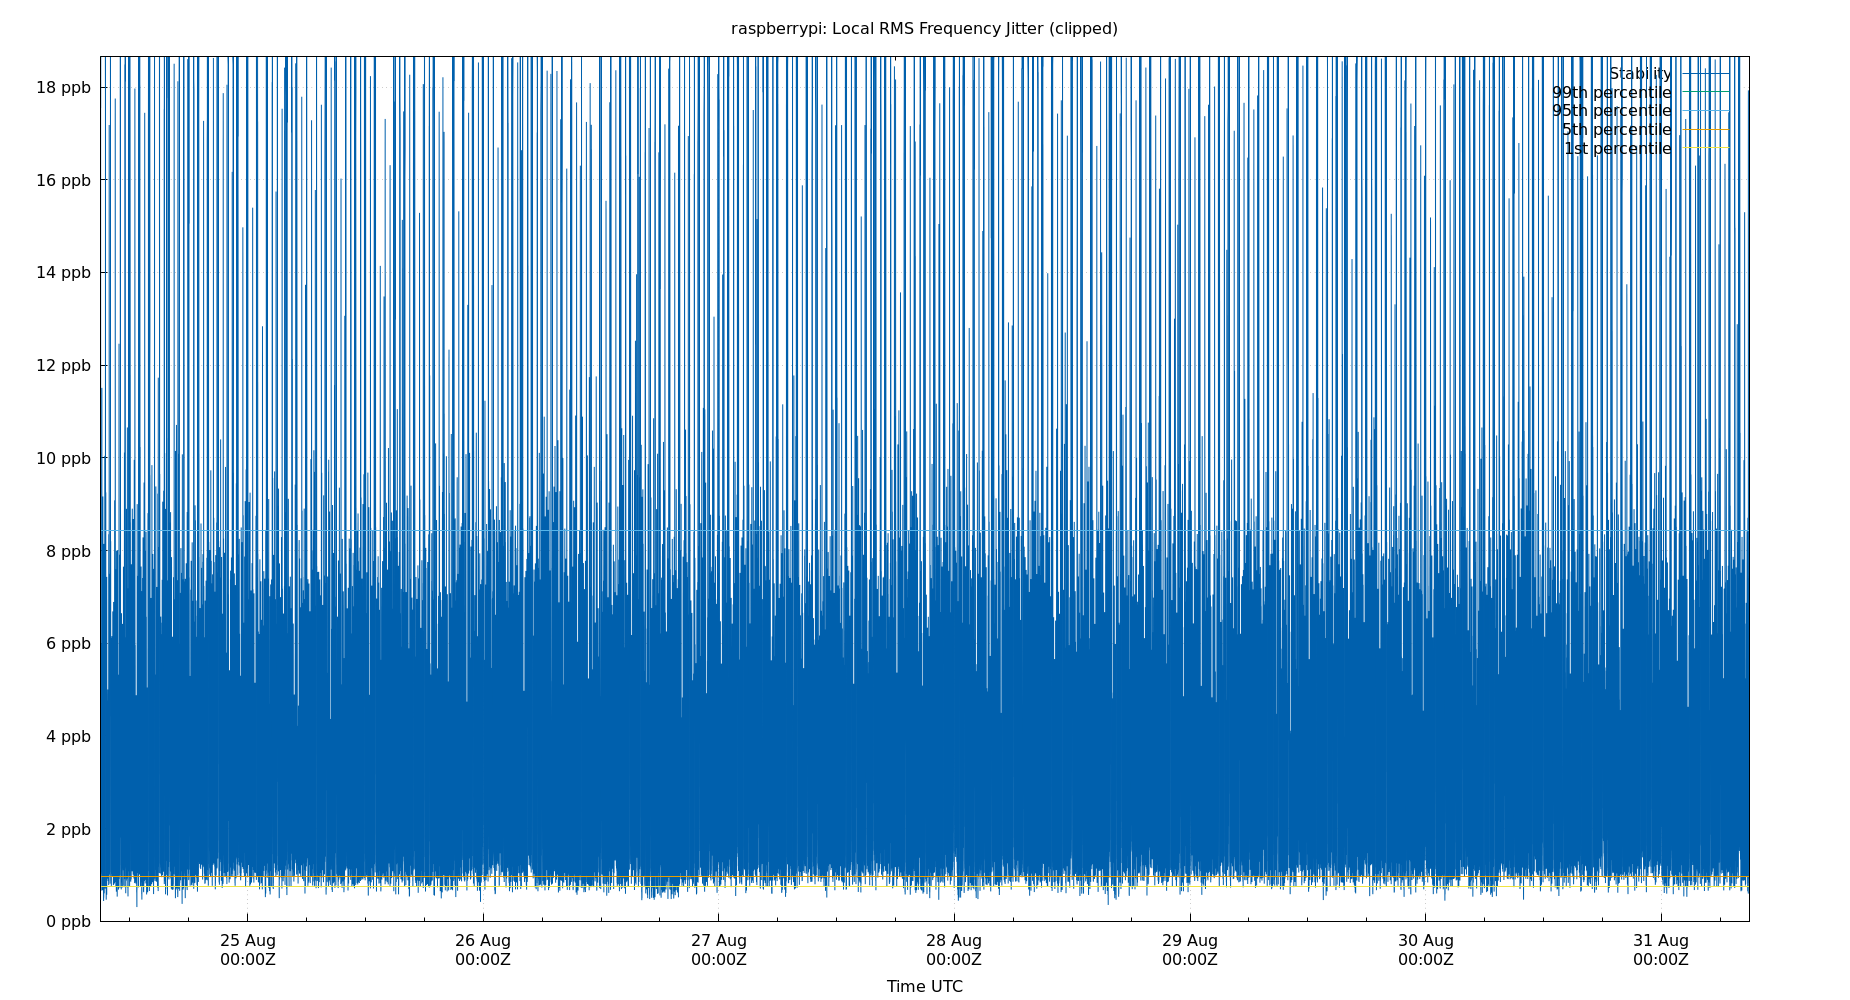 raspberrypi: Local RMS Frequency Jitter (clipped)
18 ppb
16 ppb
14 ppb
12 ppb
10 ppb
8 ppb
6 ppb
4 ppb
2 ppb
0 ppb
Stability
99th percentile
95th percentile
5th percentile
1st percentile
25 Aug
00:00Z
26 Aug
00:00Z
27 Aug
00:00Z
28 Aug
00:00Z
29 Aug
00:00Z
30 Aug
00:00Z
31 Aug
00:00Z
Time UTC